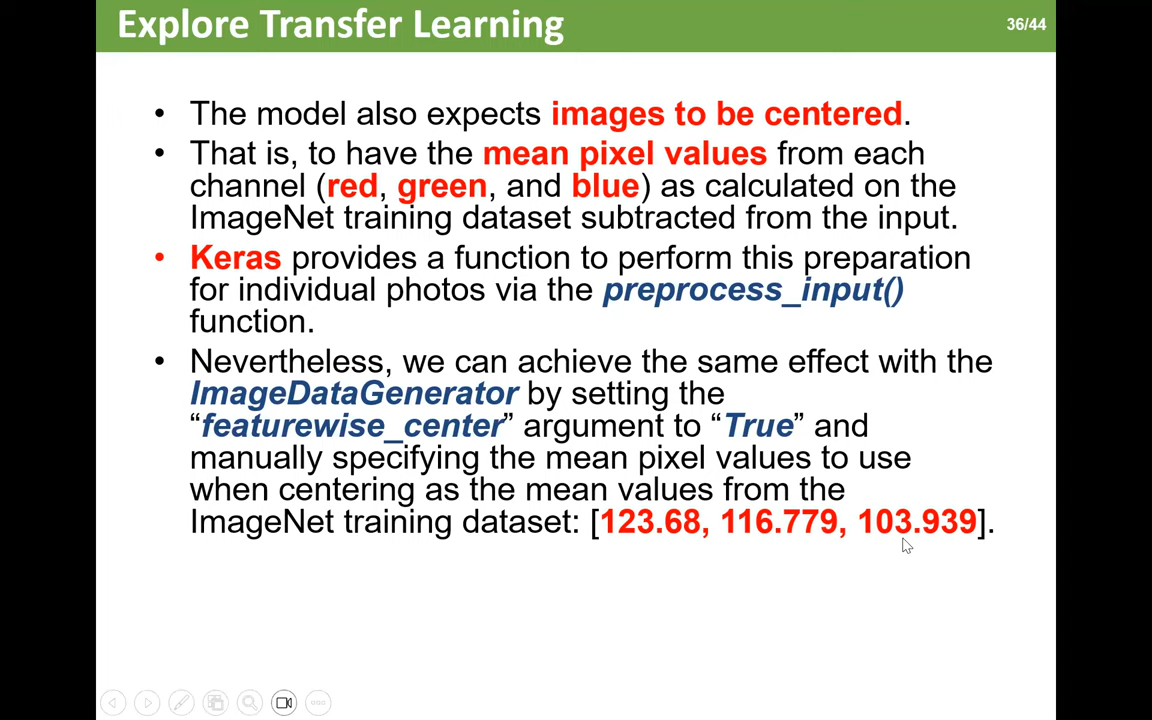 Explore Transfer Learning
36/44
• The model also expects images to be centered.
• That is, to have the mean pixel values from each
channel (red, green, and blue) as calculated on the
ImageNet training dataset subtracted from the input.
• Keras provides a function to perform this preparation
for individual photos via the preprocess_input()
function.
• Nevertheless, we can achieve the same effect with the
ImageDataGenerator by setting the
“featurewise_center” argument to “True” and
manually specifying the mean pixel values to use
when centering as the mean values from the
ImageNet training dataset: [123.68, 116.779, 103.939].